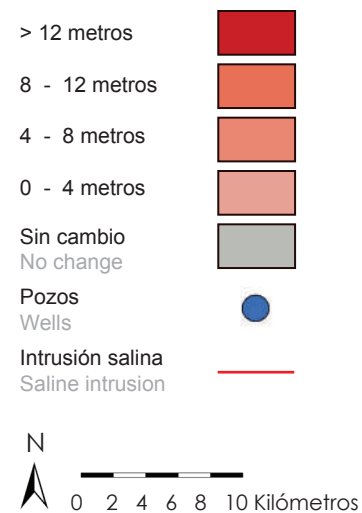 > 12 metros
8 - 12 metros
4 - 8 metros
0 - 4 metros
Sin cambio
No change
Pozos
Wells
Intrusión salina
Saline intrusion
N
0 2 4 6 8 10 Kilómetros